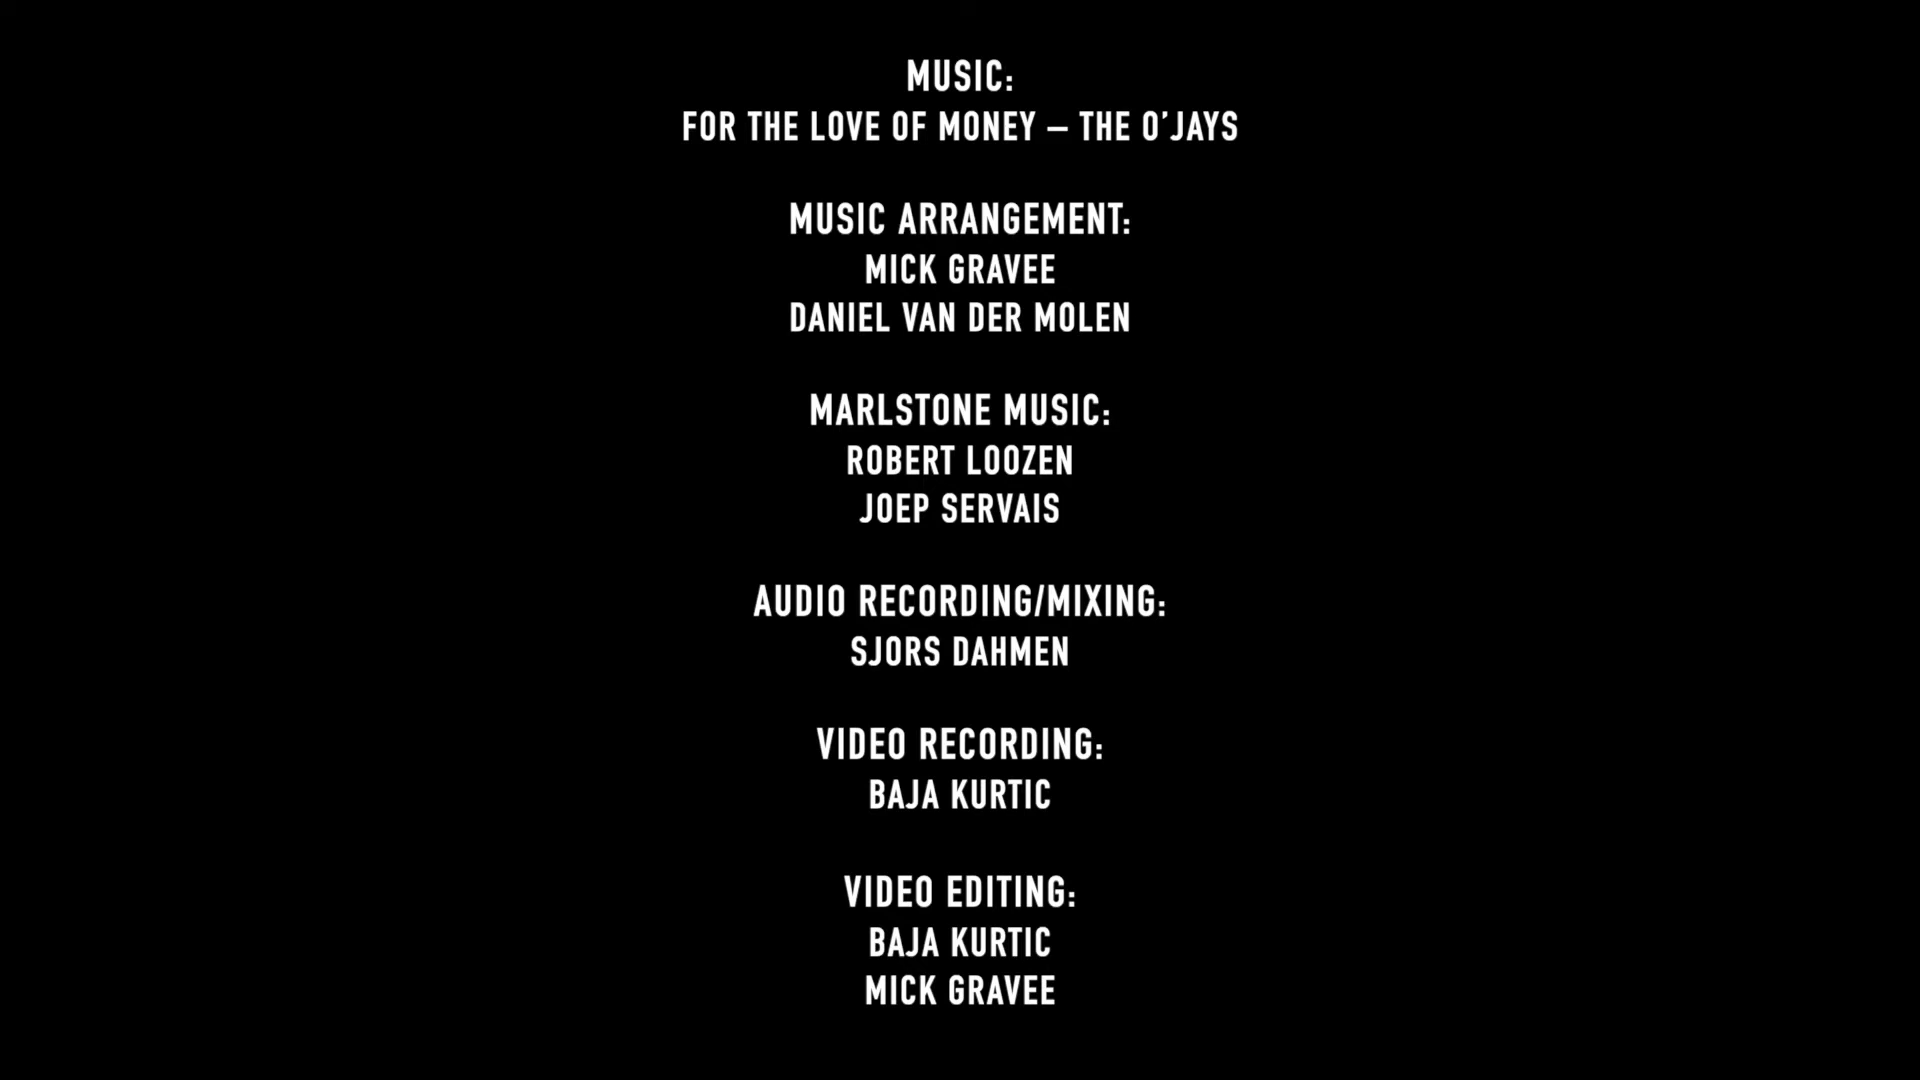 MUSIC:
FOR THE LOVE OF MONEY – THE O’JAYS
MUSIC ARRANGEMENT:
MICK GRAVEE
DANIEL VAN DER MOLEN
MARLSTONE MUSIC:
ROBERT LOOZEN
JOEP SERVAIS
AUDIO RECORDING/MIXING:
SJORS DAHMEN
VIDEO RECORDING:
BAJA KURTIC
VIDEO EDITING:
BAJA KURTIC
MICK GRAVEE